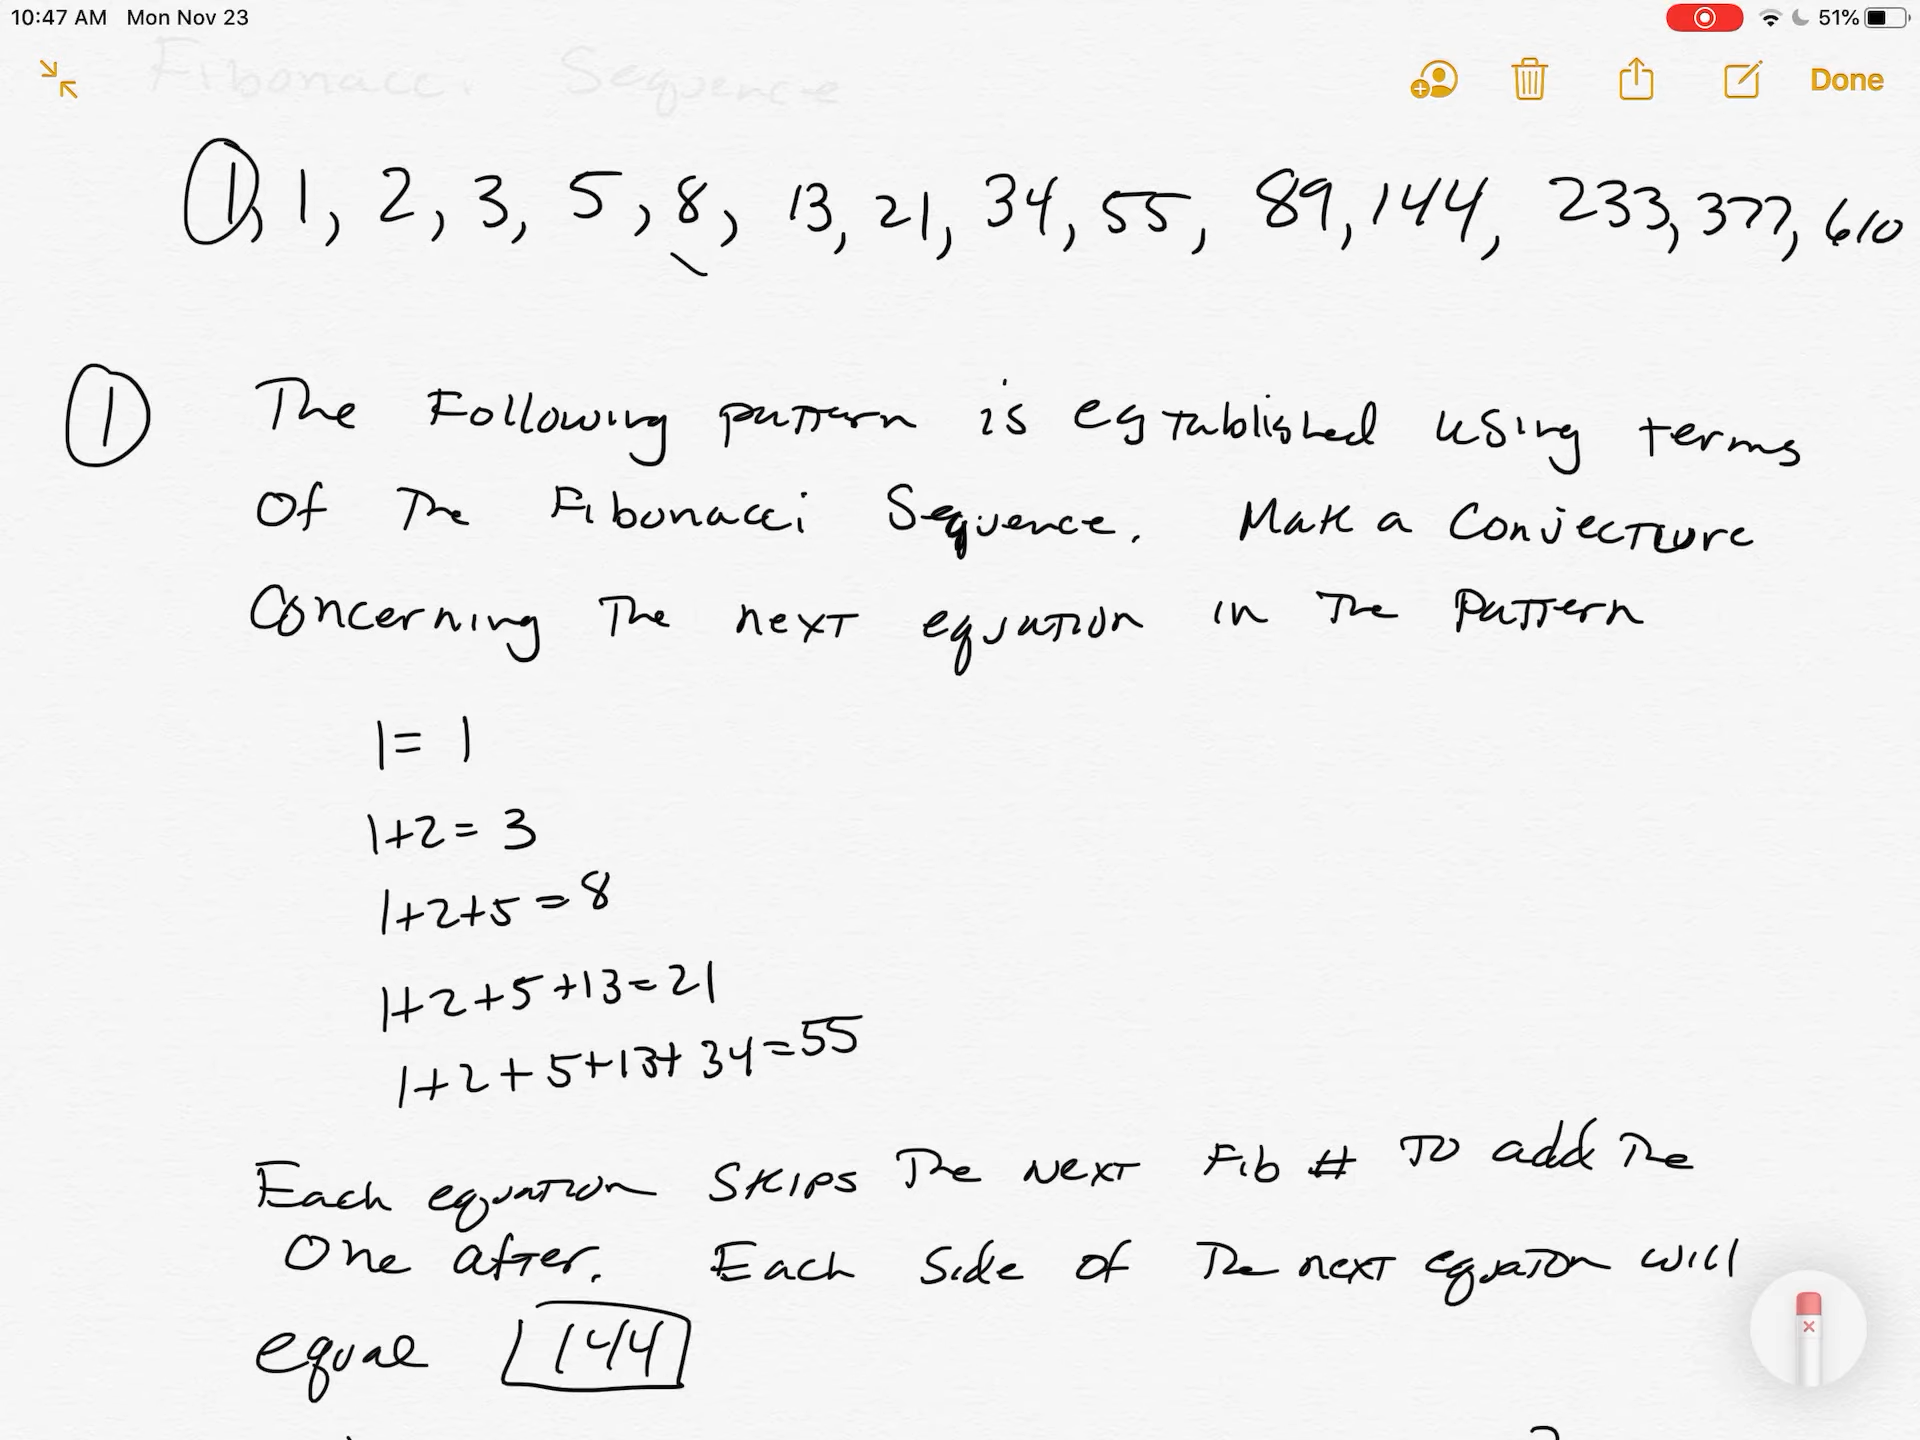 10:47 AM Mon Nov 23
51%
Fibonacci Sequence
Done
1, 1, 2, 3, 5, 8, 13, 21, 34, 55, 89, 144, 233, 377, 610
1 The Following pattern is established using terms
of The Fibonacci Sequence. Make a Conjecture
Concerning The next equation in The Pattern
1 = 1
1+2 = 3
1+2+5 = 8
1+2+5+13=21
1+2+5+13+34=55
Each equation skips The Next Fib # To add The
One after. Each Side of The next equation will
equal 144